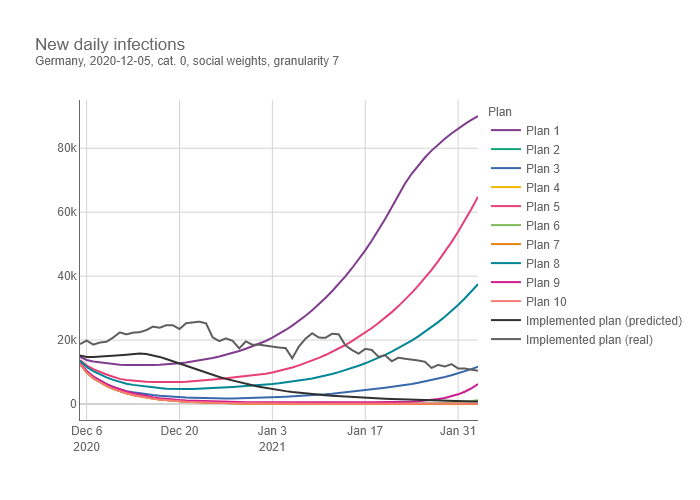 New daily infections
Germany, 2020-12-05, cat. 0, social weights, granularity 7
80k
60k
40k
20k
0
Dec 6
2020
Dec 20
Jan 3
2021
Jan 17
Jan 31
Plan
Plan 1
Plan 2
Plan 3
Plan 4
Plan 5
Plan 6
Plan 7
Plan 8
Plan 9
Plan 10
Implemented plan (predicted)
Implemented plan (real)